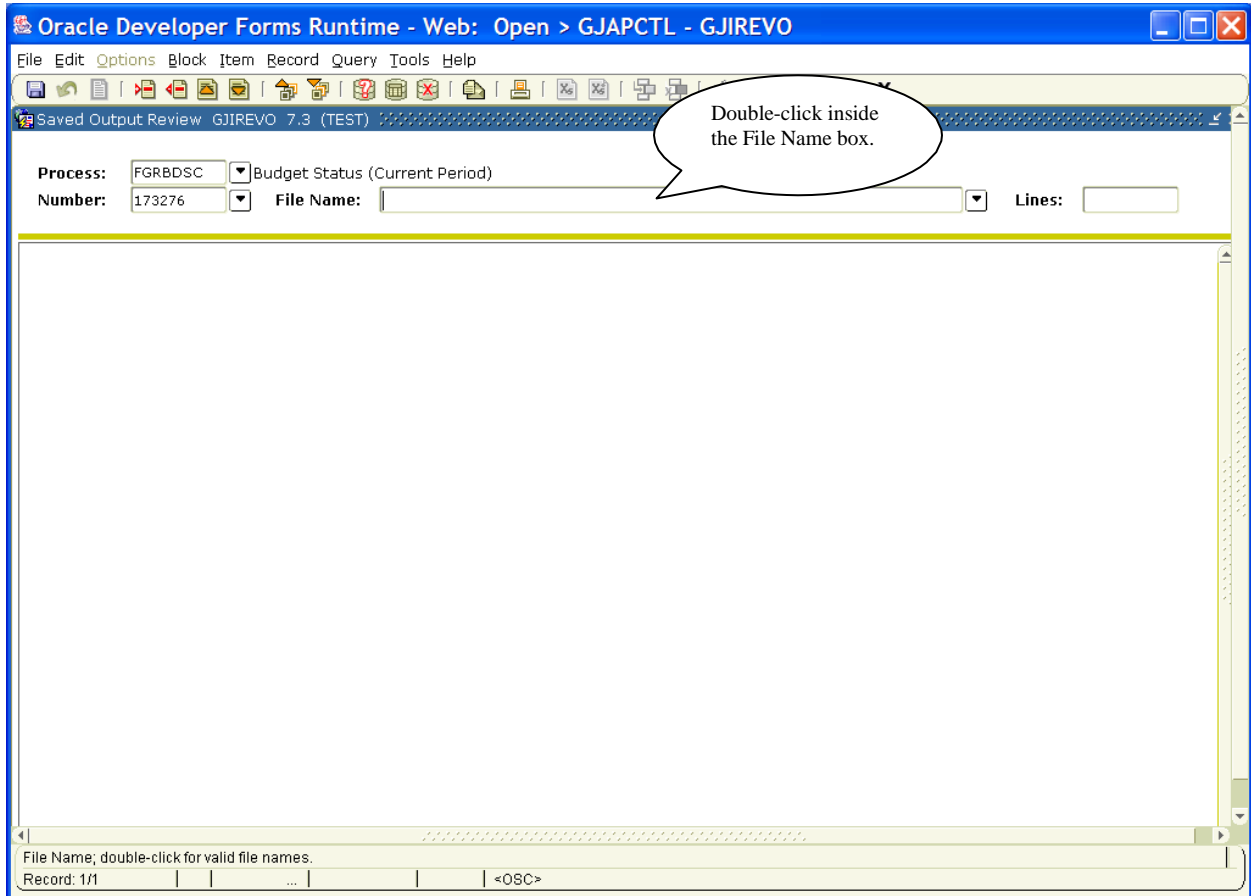 Oracle Developer Forms Runtime - Web: Open > GJAPCTL - GJIREVO
File Edit Options Block Item Record Query Tools Help
Saved Output Review GJIREVO 7.3 (TEST)
Double-click inside
the File Name box.
Process: FGRBDSC Budget Status (Current Period)
Number: 173276 File Name: Lines:
File Name; double-click for valid file names.
Record: 1/1 ... <OSC>